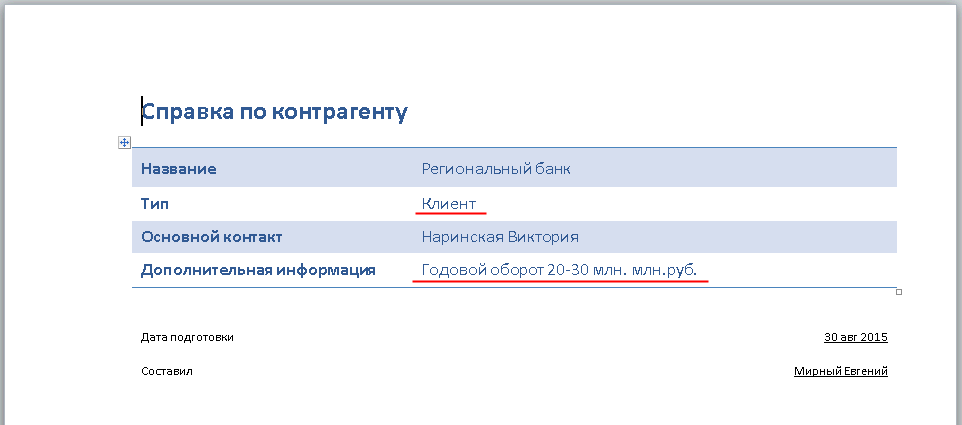 Справка по контрагенту
Название Региональный банк
Тип Клиент
Основной контакт Наринская Виктория
Дополнительная информация Годовой оборот 20-30 млн. млн.руб.
Дата подготовки 30 авг 2015
Составил Мирный Евгений